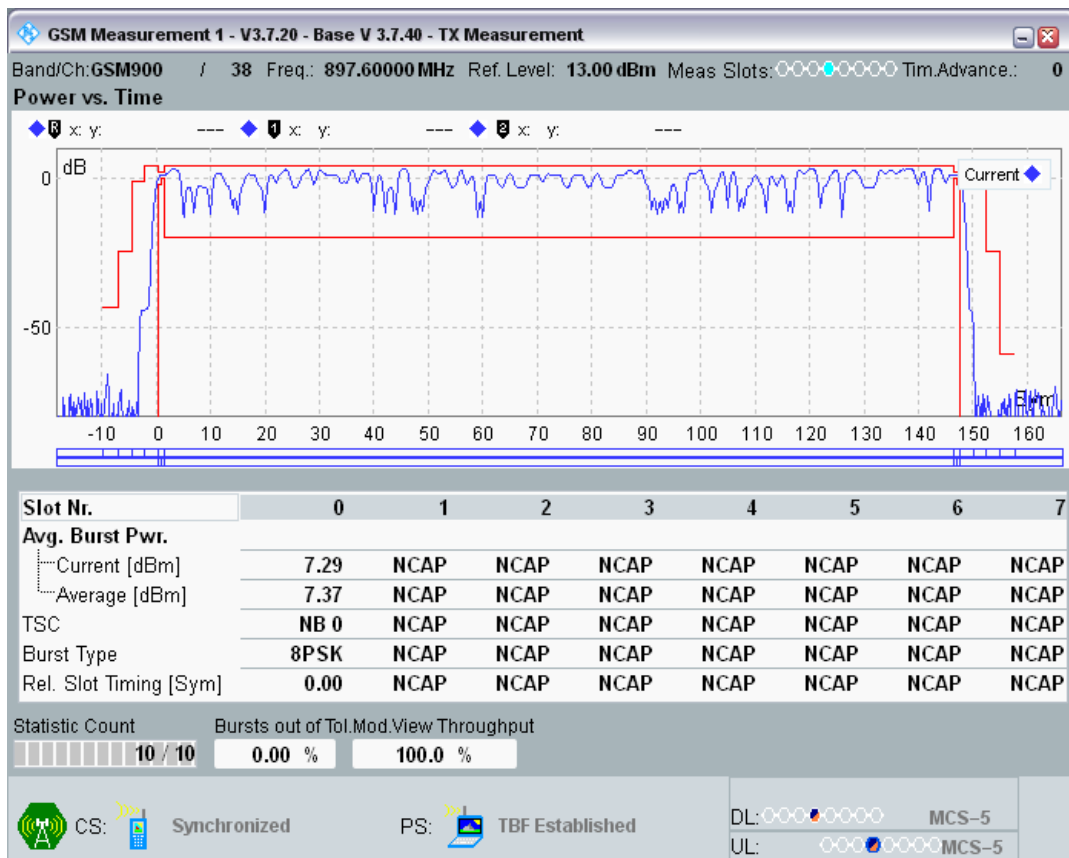 GSM Measurement 1 - V3.7.20 - Base V 3.7.40 - TX Measurement
Band/Ch:GSM900 / 38 Freq.: 897.60000 MHz Ref. Level: 13.00 dBm Meas Slots: Tim.Advance.: 0
Power vs. Time
R x: y: --- 1 x: y: --- 2 x: y: ---
dB
Current
0
-50
-10 0 10 20 30 40 50 60 70 80 90 100 110 120 130 140 150 160
Slot Nr. 0 1 2 3 4 5 6 7
Avg. Burst Pwr.
Current [dBm] 7.29 NCAP NCAP NCAP NCAP NCAP NCAP NCAP
Average [dBm] 7.37 NCAP NCAP NCAP NCAP NCAP NCAP NCAP
TSC NB 0 NCAP NCAP NCAP NCAP NCAP NCAP NCAP
Burst Type 8PSK NCAP NCAP NCAP NCAP NCAP NCAP NCAP
Rel. Slot Timing [Sym] 0.00 NCAP NCAP NCAP NCAP NCAP NCAP NCAP
Statistic Count Bursts out of Tol. Mod.View Throughput
10 / 10 0.00 % 100.0 %
CS: Synchronized PS: TBF Established DL: MCS-5
UL: MCS-5